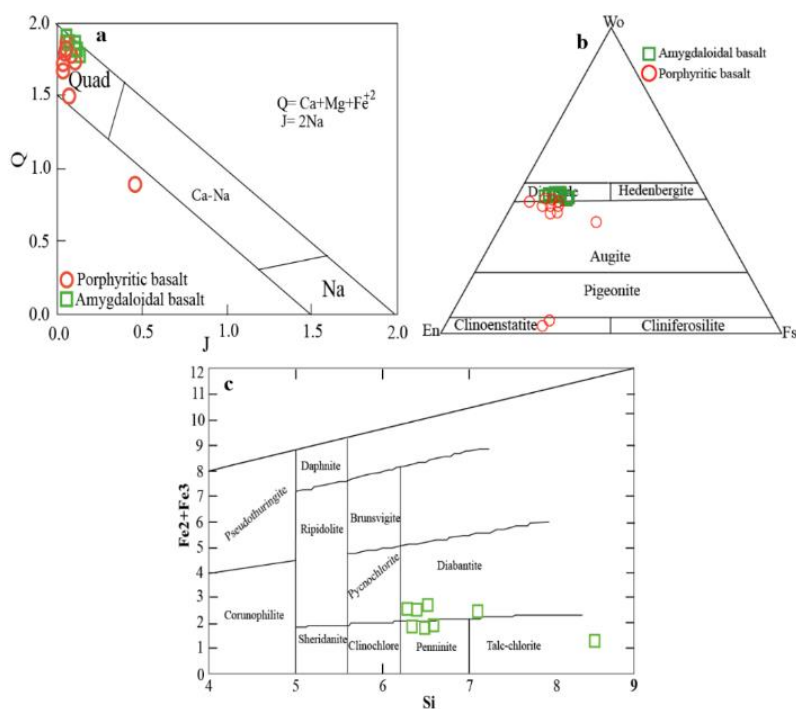 a
2.0
1.5
1.0
0.5
0.0
Q
Quad
Q= Ca+Mg+Fe+2
J= 2Na
Ca-Na
Na
Porphyritic basalt
Amygdaloidal basalt
0.0
0.5
1.0
1.5
2.0
J
b
Wo
Amygdaloidal basalt
Porphyritic basalt
Hedenbergite
Augite
Pigeonite
Clinoenstatite
Cliniferosilite
En
Fs
c
12
11
10
9
8
7
6
5
4
3
2
1
0
Fe2+Fe3
Pseudothuringite
Daphnite
Ripidolite
Brunsvigite
Pycnochlorite
Diabantite
Corunophilite
Sheridanite
Clinochlore
Penninite
Talc-chlorite
4
5
6
7
8
9
Si